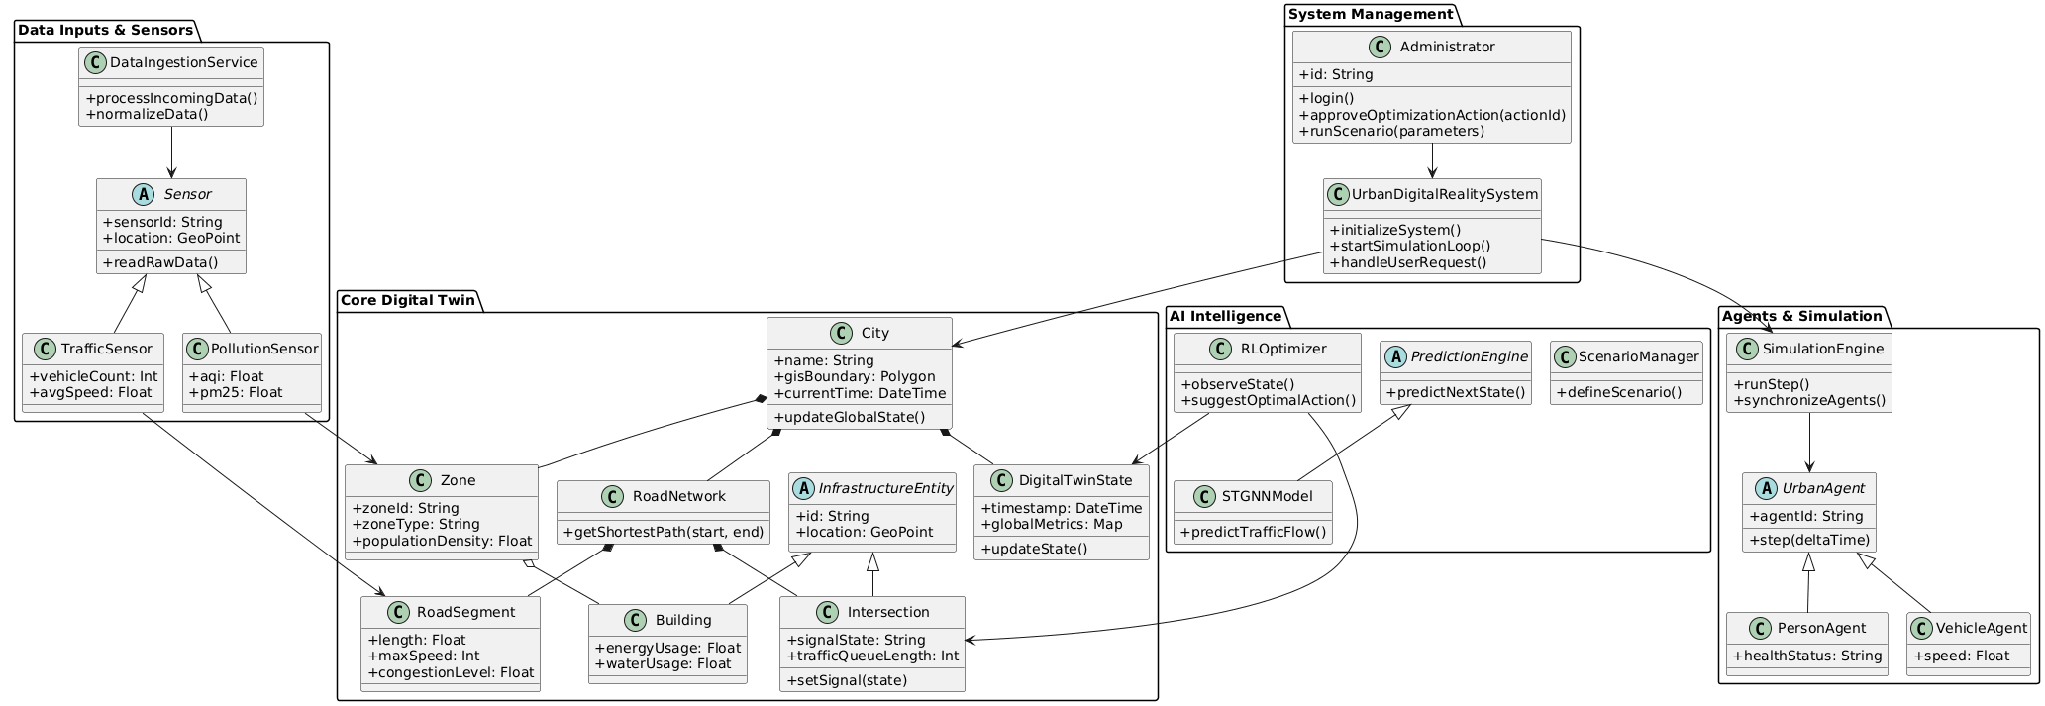 Data Inputs & Sensors
C DataIngestionService
+processIncomingData()
+normalizeData()
A Sensor
+sensorId: String
+location: GeoPoint
+readRawData()
C TrafficSensor
+vehicleCount: Int
+avgSpeed: Float
C PollutionSensor
+aqi: Float
+pm25: Float
System Management
C Administrator
+id: String
+login()
+approveOptimizationAction(actionId)
+runScenario(parameters)
C UrbanDigitalRealitySystem
+initializeSystem()
+startSimulationLoop()
+handleUserRequest()
Core Digital Twin
C City
+name: String
+gisBoundary: Polygon
+currentTime: DateTime
+updateGlobalState()
C Zone
+zoneId: String
+zoneType: String
+populationDensity: Float
C RoadNetwork
+getShortestPath(start, end)
A InfrastructureEntity
+id: String
+location: GeoPoint
C DigitalTwinState
+timestamp: DateTime
+globalMetrics: Map
+updateState()
C RoadSegment
+length: Float
+maxSpeed: Int
+congestionLevel: Float
C Building
+energyUsage: Float
+waterUsage: Float
C Intersection
+signalState: String
+trafficQueueLength: Int
+setSignal(state)
AI Intelligence
C RLOptimizer
+observeState()
+suggestOptimalAction()
A PredictionEngine
+predictNextState()
C ScenarioManager
+defineScenario()
C STGNNModel
+predictTrafficFlow()
Agents & Simulation
C SimulationEngine
+runStep()
+synchronizeAgents()
A UrbanAgent
+agentId: String
+step(deltaTime)
C PersonAgent
+healthStatus: String
C VehicleAgent
+speed: Float